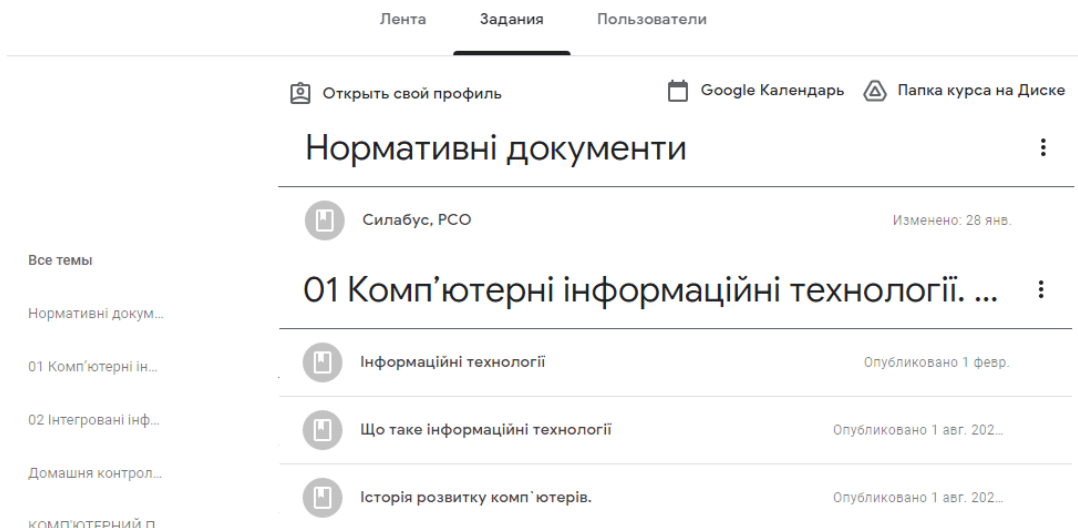 Лента Задания Пользователи
Открыть свой профиль Google Календарь Папка курса на Диске
Нормативні документи
Силабус, РСО Изменено: 28 янв.
Все темы
01 Комп’ютерні інформаційні технології. ...
Нормативні докум...
Інформаційні технології Опубликовано 1 февр.
01 Комп’ютерні ін...
02 Інтегровані інф...
Що таке інформаційні технології Опубликовано 1 авг. 202...
Домашня контрол...
Історія розвитку комп`ютерів. Опубликовано 1 авг. 202...
КОМП'ЮТЕРНИЙ П